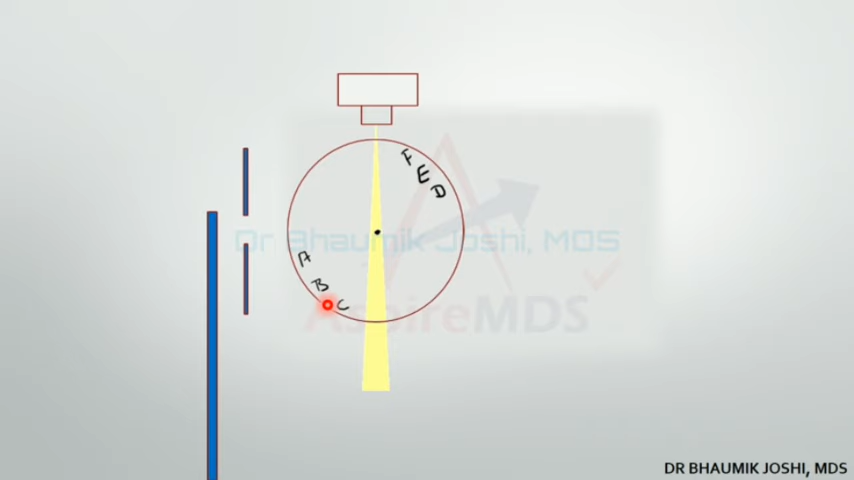 F
E
D
Dr Bhaumik Joshi, MDS
A
B
C
AspireMDS
DR BHAUMIK JOSHI, MDS